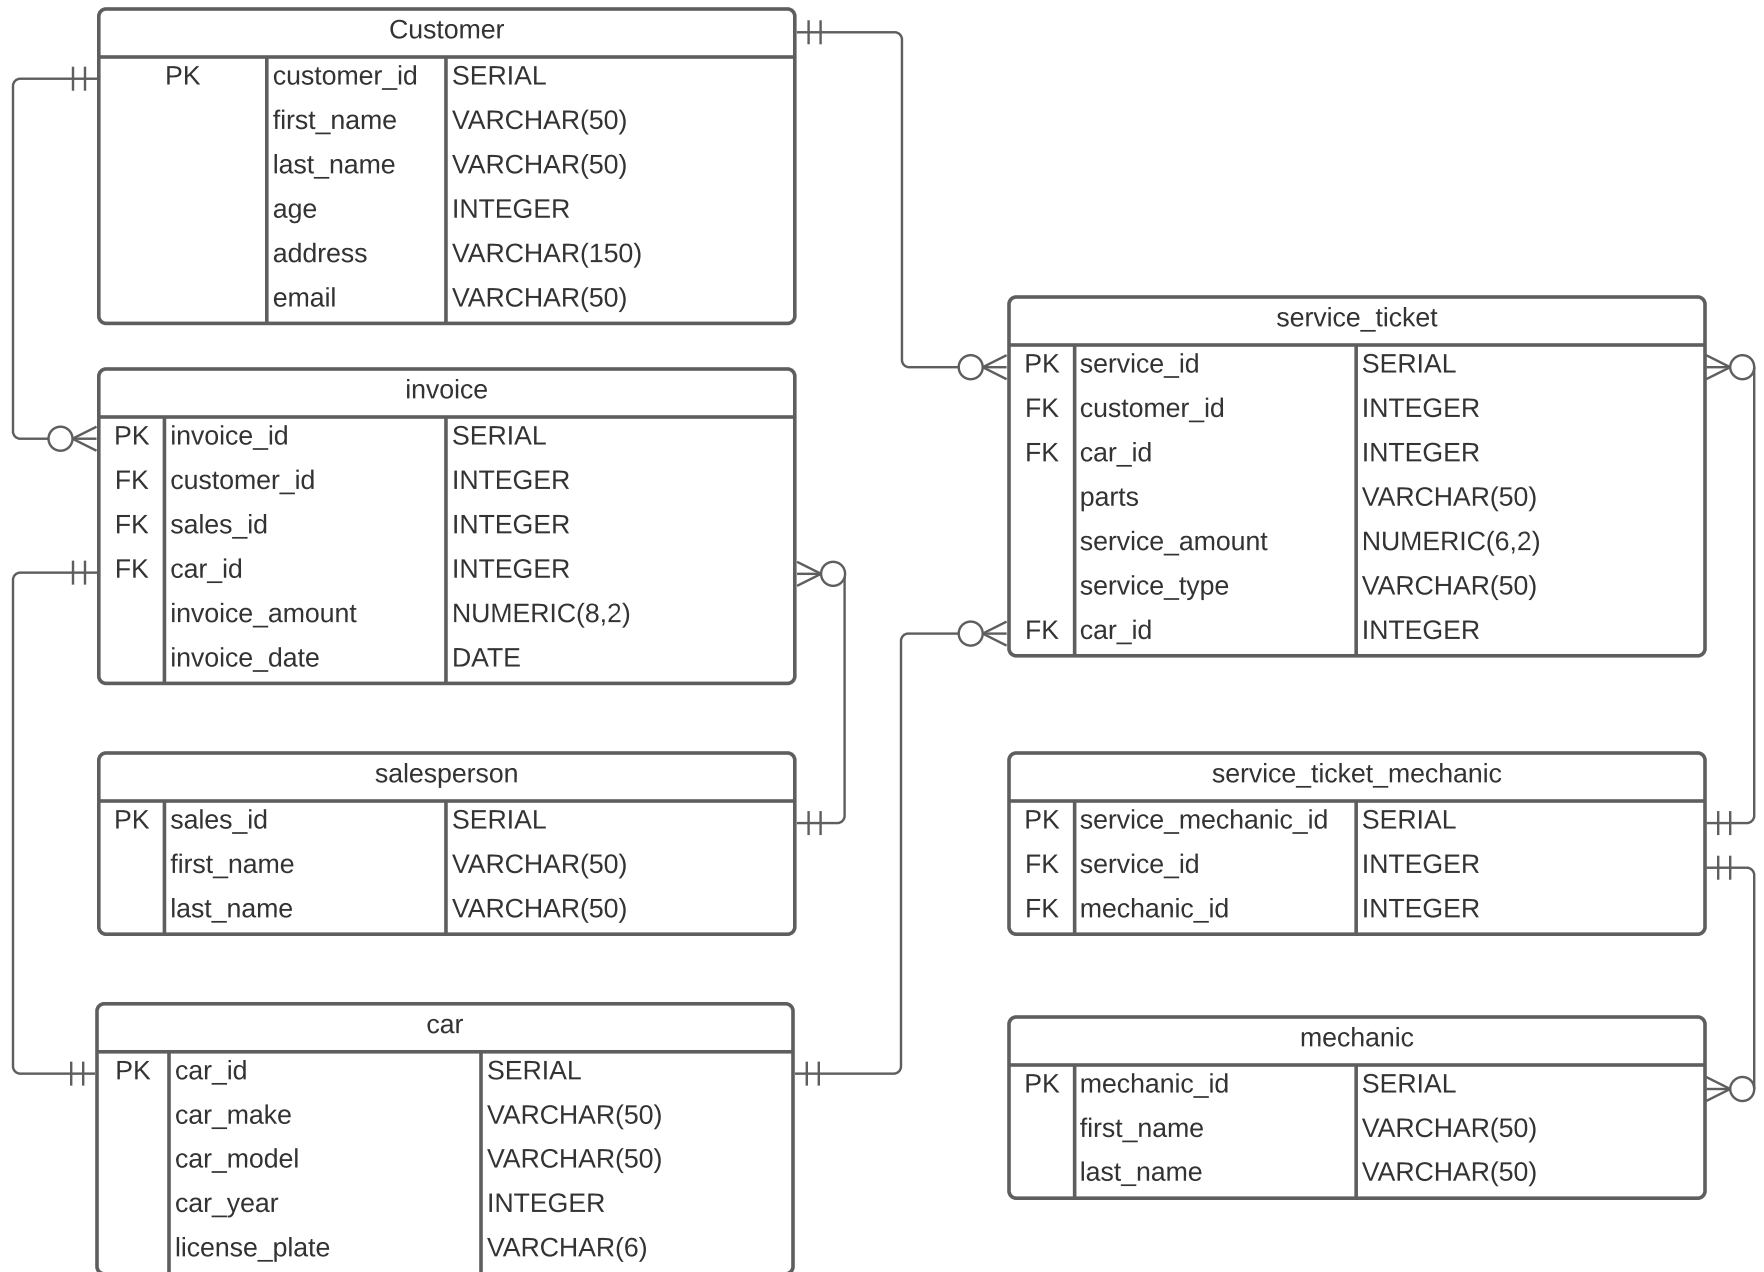 Customer
PK customer_id SERIAL
first_name VARCHAR(50)
last_name VARCHAR(50)
age INTEGER
address VARCHAR(150)
email VARCHAR(50)
invoice
PK invoice_id SERIAL
FK customer_id INTEGER
FK sales_id INTEGER
FK car_id INTEGER
invoice_amount NUMERIC(8,2)
invoice_date DATE
salesperson
PK sales_id SERIAL
first_name VARCHAR(50)
last_name VARCHAR(50)
car
PK car_id SERIAL
car_make VARCHAR(50)
car_model VARCHAR(50)
car_year INTEGER
license_plate VARCHAR(6)
service_ticket
PK service_id SERIAL
FK customer_id INTEGER
FK car_id INTEGER
parts VARCHAR(50)
service_amount NUMERIC(6,2)
service_type VARCHAR(50)
FK car_id INTEGER
service_ticket_mechanic
PK service_mechanic_id SERIAL
FK service_id INTEGER
FK mechanic_id INTEGER
mechanic
PK mechanic_id SERIAL
first_name VARCHAR(50)
last_name VARCHAR(50)